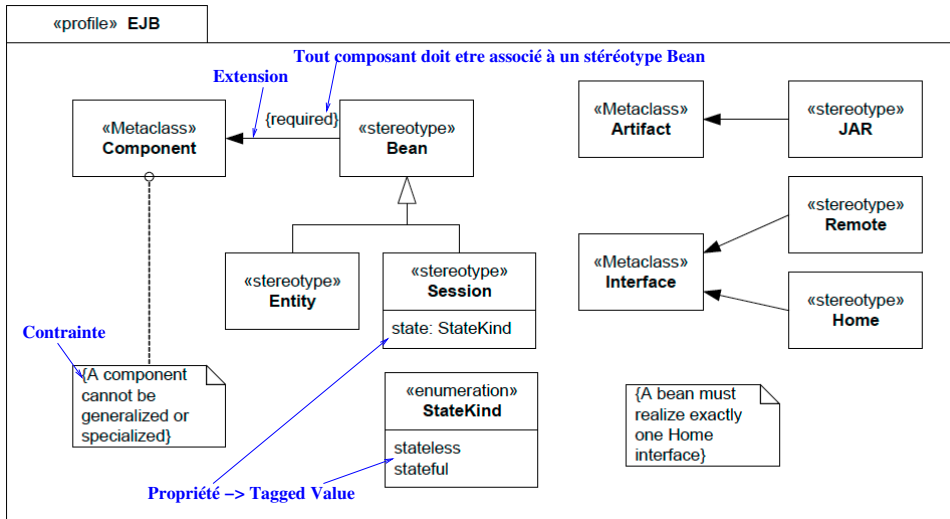 «profile» EJB
Tout composant doit etre associé à un stéréotype Bean
Extension
{required}
«Metaclass»
Component
«stereotype»
Bean
«Metaclass»
Artifact
«stereotype»
JAR
«stereotype»
Remote
«Metaclass»
Interface
«stereotype»
Home
«stereotype»
Entity
«stereotype»
Session
state: StateKind
Contrainte
{A component
cannot be
generalized or
specialized}
«enumeration»
StateKind
stateless
stateful
{A bean must
realize exactly
one Home
interface}
Propriété –> Tagged Value